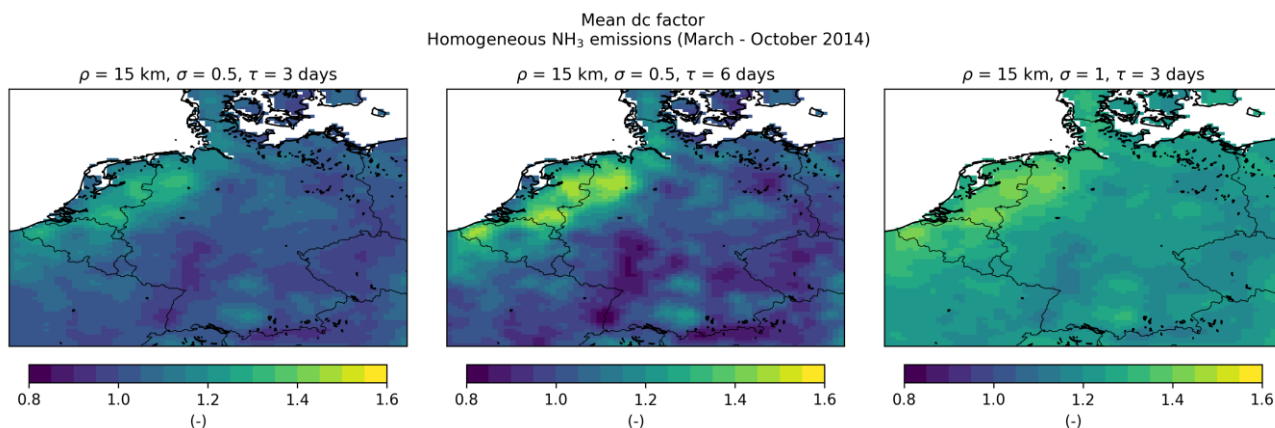 Mean dc factor
Homogeneous NH₃ emissions (March - October 2014)
ρ = 15 km, σ = 0.5, τ = 3 days
ρ = 15 km, σ = 0.5, τ = 6 days
ρ = 15 km, σ = 1, τ = 3 days
0.8 1.0 1.2 1.4 1.6
(-)
0.8 1.0 1.2 1.4 1.6
(-)
0.8 1.0 1.2 1.4 1.6
(-)